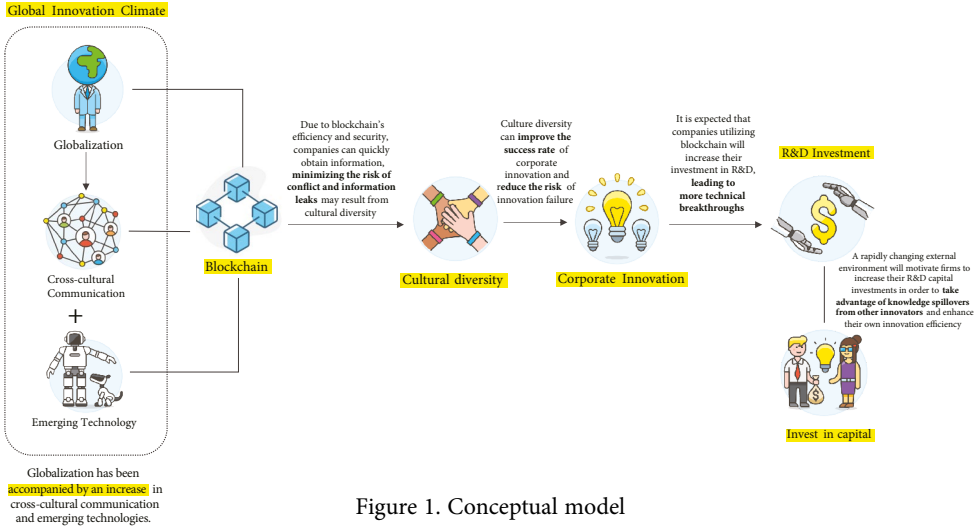 Global Innovation Climate
Globalization
Cross-cultural
Communication
+
Emerging Technology
Globalization has been
accompanied by an increase in
cross-cultural communication
and emerging technologies.
Blockchain
Due to blockchain's
efficiency and security,
companies can quickly
obtain information,
minimizing the risk of
conflict and information
leaks may result from
cultural diversity
Cultural diversity
Culture diversity
can improve the
success rate of
corporate
innovation and
reduce the risk of
innovation failure
Corporate Innovation
It is expected that
companies utilizing
blockchain will
increase their
investment in R&D,
leading to
more technical
breakthroughs
R&D Investment
$
A rapidly changing external
environment will motivate firms to
increase their R&D capital
investments in order to take
advantage of knowledge spillovers
from other innovators and enhance
their own innovation efficiency
$
Invest in capital
Figure 1. Conceptual model